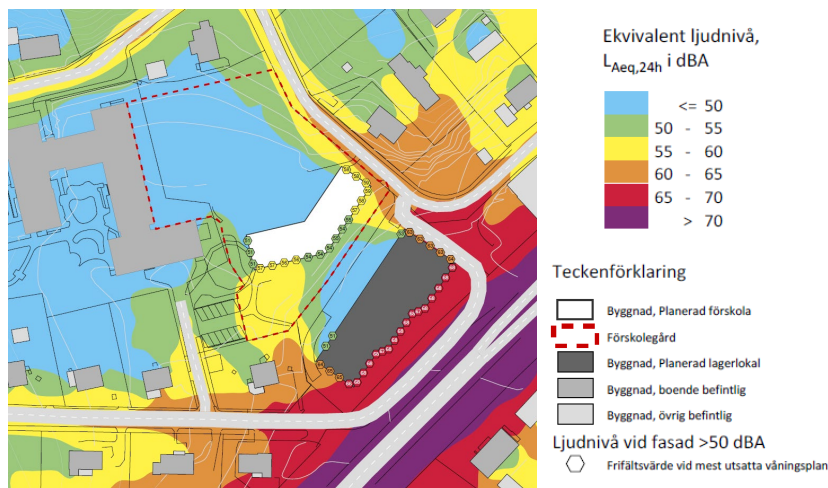 Ekvivalent ljudnivå,
LAeq,24h i dBA
<= 50
50 - 55
55 - 60
60 - 65
65 - 70
> 70
Teckenförklaring
Byggnad, Planerad förskola
Förskolegård
Byggnad, Planerad lagerlokal
Byggnad, boende befintlig
Byggnad, övrig befintlig
Ljudnivå vid fasad >50 dBA
Frifältsvärde vid mest utsatta våningsplan